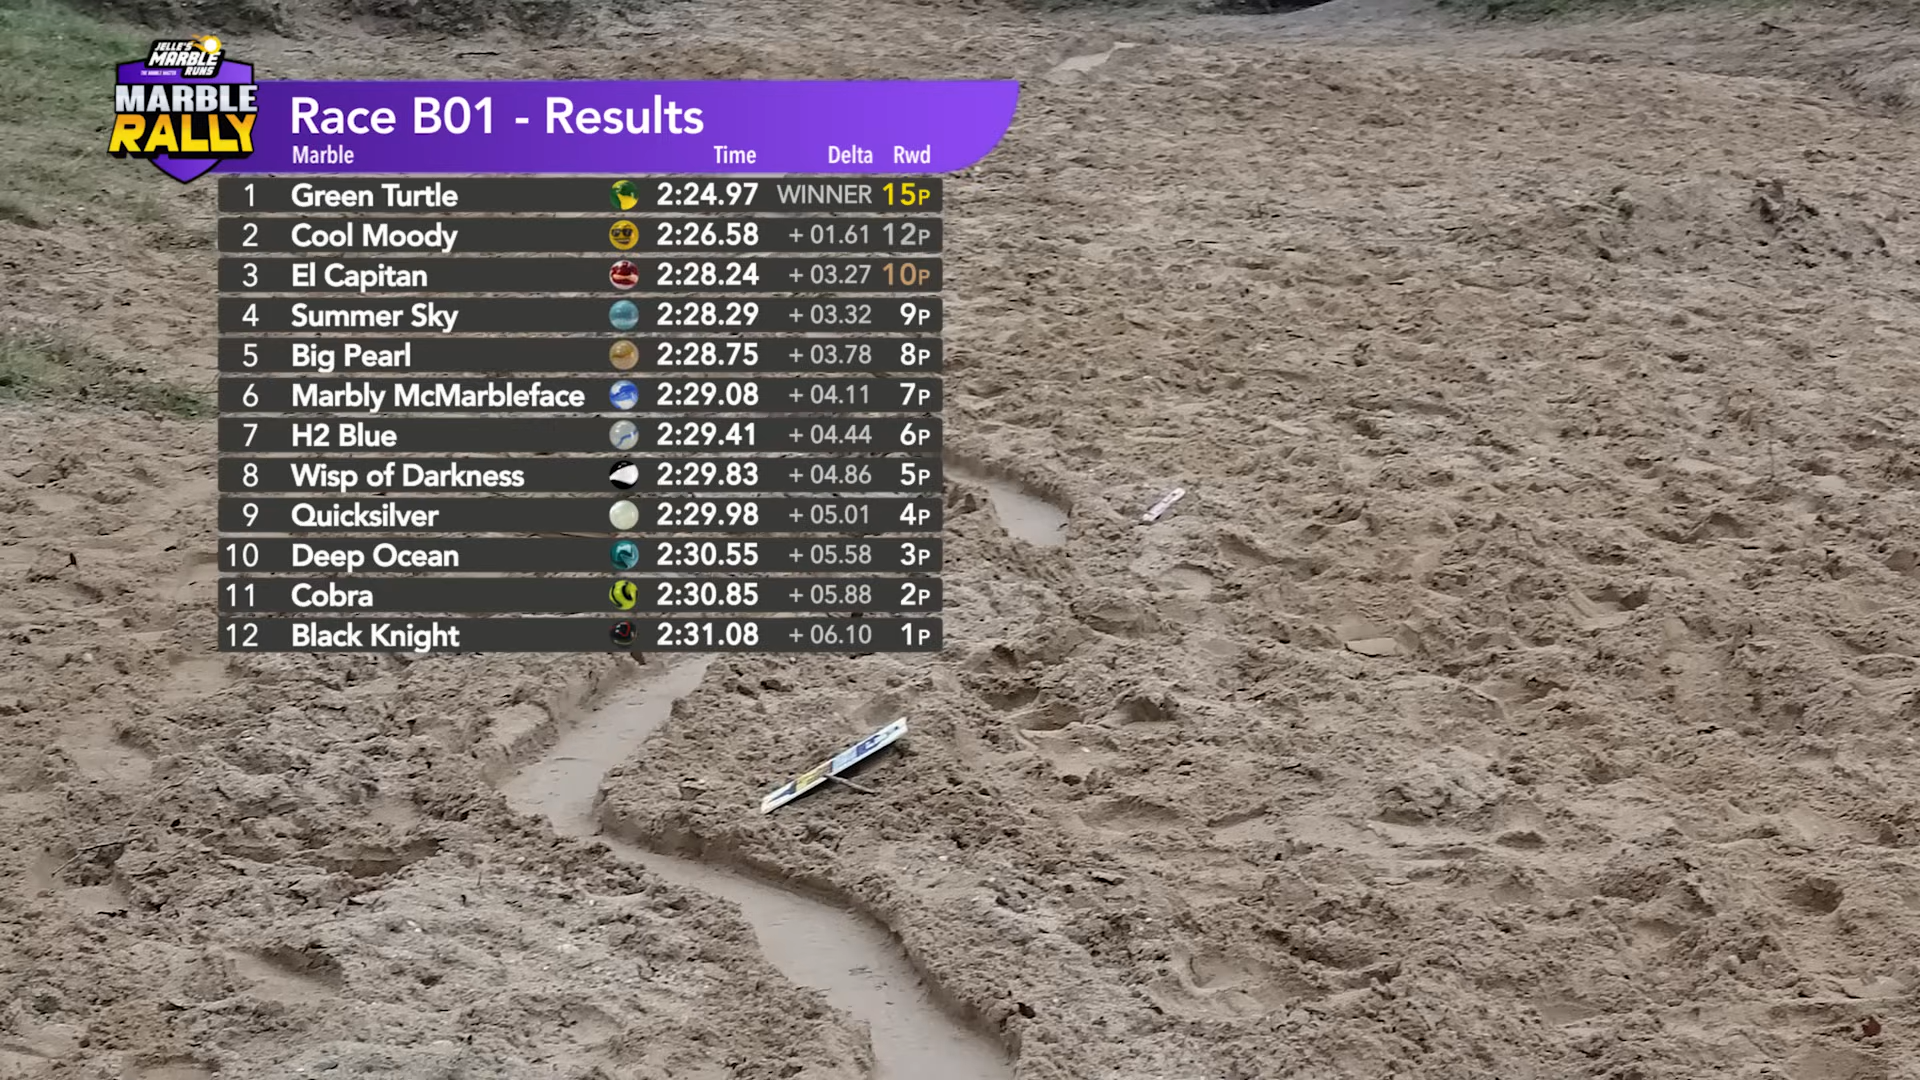 JELLE'S
MARBLE
RUNS
MARBLE
RALLY
Race B01 - Results
Marble Time Delta Rwd
1 Green Turtle 2:24.97 WINNER 15P
2 Cool Moody 2:26.58 + 01.61 12P
3 El Capitan 2:28.24 + 03.27 10P
4 Summer Sky 2:28.29 + 03.32 9P
5 Big Pearl 2:28.75 + 03.78 8P
6 Marbly McMarbleface 2:29.08 + 04.11 7P
7 H2 Blue 2:29.41 + 04.44 6P
8 Wisp of Darkness 2:29.83 + 04.86 5P
9 Quicksilver 2:29.98 + 05.01 4P
10 Deep Ocean 2:30.55 + 05.58 3P
11 Cobra 2:30.85 + 05.88 2P
12 Black Knight 2:31.08 + 06.10 1P